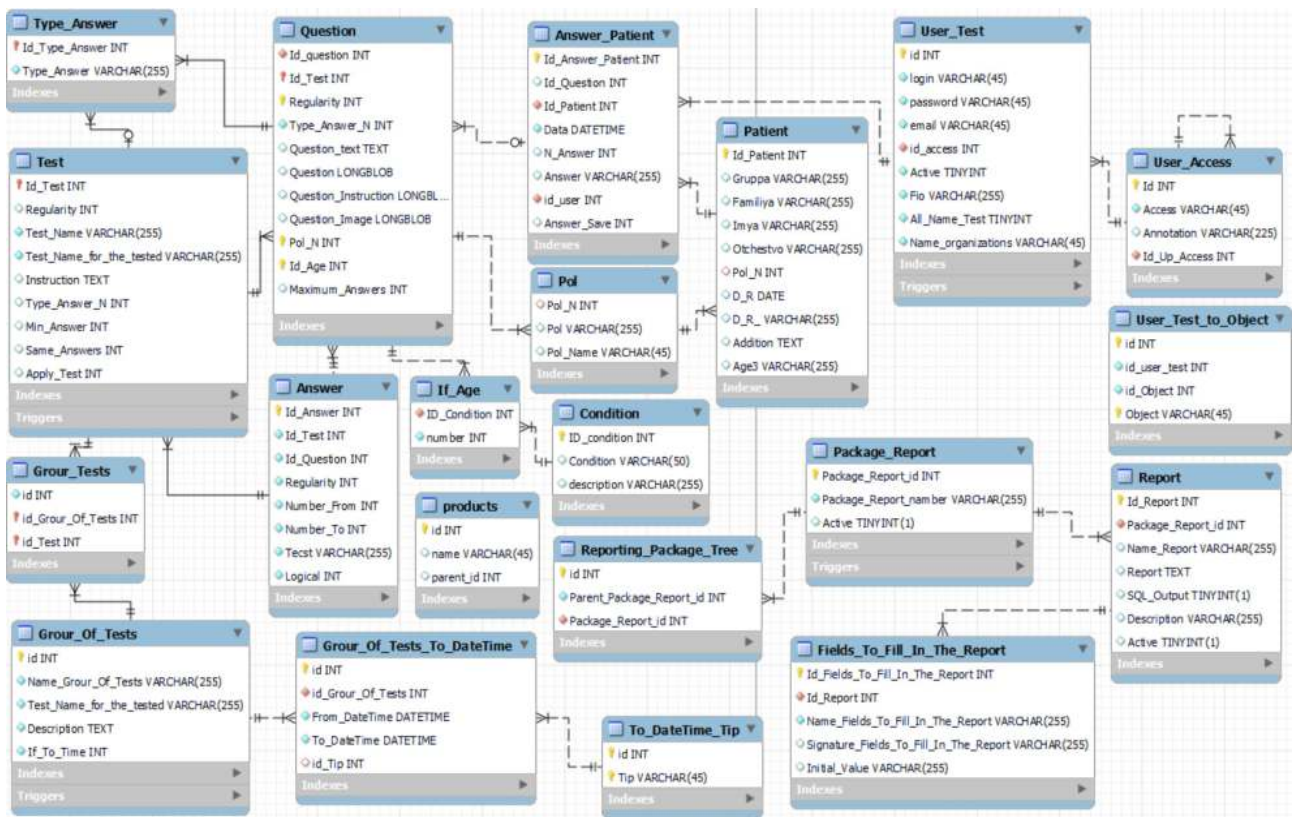 Type_Answer
Id_Type_Answer INT
Type_Answer VARCHAR(255)
Indexes
Question
Id_question INT
Id_Test INT
Regularity INT
Type_Answer_N INT
Question_text TEXT
Question LONGBLOB
Question_Instruction LONGBL...
Question_Image LONGBLOB
Pol_N INT
Id_Age INT
Maximum_Answers INT
Indexes
Answer_Patient
Id_Answer_Patient INT
Id_Question INT
Id_Patient INT
Data DATETIME
N_Answer INT
Answer VARCHAR(255)
id_user INT
Answer_Save INT
Indexes
User_Test
id INT
login VARCHAR(45)
password VARCHAR(45)
email VARCHAR(45)
id_access INT
Active TINYINT
Fio VARCHAR(255)
All_Name_Test TINYINT
Name_organizations VARCHAR(45)
Indexes
Triggers
Patient
Id_Patient INT
Gruppa VARCHAR(255)
Familiya VARCHAR(255)
Imya VARCHAR(255)
Otchestvo VARCHAR(255)
Pol_N INT
D_R DATE
D_R_ VARCHAR(255)
Addition TEXT
Age3 VARCHAR(255)
Indexes
User_Access
Id INT
Access VARCHAR(45)
Annotation VARCHAR(225)
Id_Up_Access INT
Indexes
Test
Id_Test INT
Regularity INT
Test_Name VARCHAR(255)
Test_Name_for_the_tested VARCHAR(255)
Instruction TEXT
Type_Answer_N INT
Min_Answer INT
Same_Answers INT
Apply_Test INT
Indexes
Triggers
Pol
Pol_N INT
Pol VARCHAR(255)
Pol_Name VARCHAR(45)
Indexes
User_Test_to_Object
id INT
id_user_test INT
id_Object INT
Object VARCHAR(45)
Indexes
Answer
Id_Answer INT
Id_Test INT
Id_Question INT
Regularity INT
Number_From INT
Number_To INT
Tecst VARCHAR(255)
Logical INT
Indexes
If_Age
ID_Condition INT
number INT
Indexes
Condition
ID_condition INT
Condition VARCHAR(50)
description VARCHAR(255)
Indexes
Package_Report
Package_Report_id INT
Package_Report_namber VARCHAR(255)
Active TINYINT(1)
Indexes
Triggers
Report
Id_Report INT
Package_Report_id INT
Name_Report VARCHAR(255)
Report TEXT
SQL_Output TINYINT(1)
Description VARCHAR(255)
Active TINYINT(1)
Indexes
Grour_Tests
id INT
id_Grour_Of_Tests INT
id_Test INT
Indexes
products
id INT
name VARCHAR(45)
parent_id INT
Indexes
Reporting_Package_Tree
id INT
Parent_Package_Report_id INT
Package_Report_id INT
Indexes
Grour_Of_Tests
id INT
Name_Grour_Of_Tests VARCHAR(255)
Test_Name_for_the_tested VARCHAR(255)
Description TEXT
If_To_Time INT
Indexes
Triggers
Grour_Of_Tests_To_DateTime
id INT
id_Grour_Of_Tests INT
From_DateTime DATETIME
To_DateTime DATETIME
id_Tip INT
Indexes
To_DateTime_Tip
id INT
Tip VARCHAR(45)
Indexes
Fields_To_Fill_In_The_Report
Id_Fields_To_Fill_In_The_Report INT
Id_Report INT
Name_Fields_To_Fill_In_The_Report VARCHAR(255)
Signature_Fields_To_Fill_In_The_Report VARCHAR(255)
Initial_Value VARCHAR(255)
Indexes